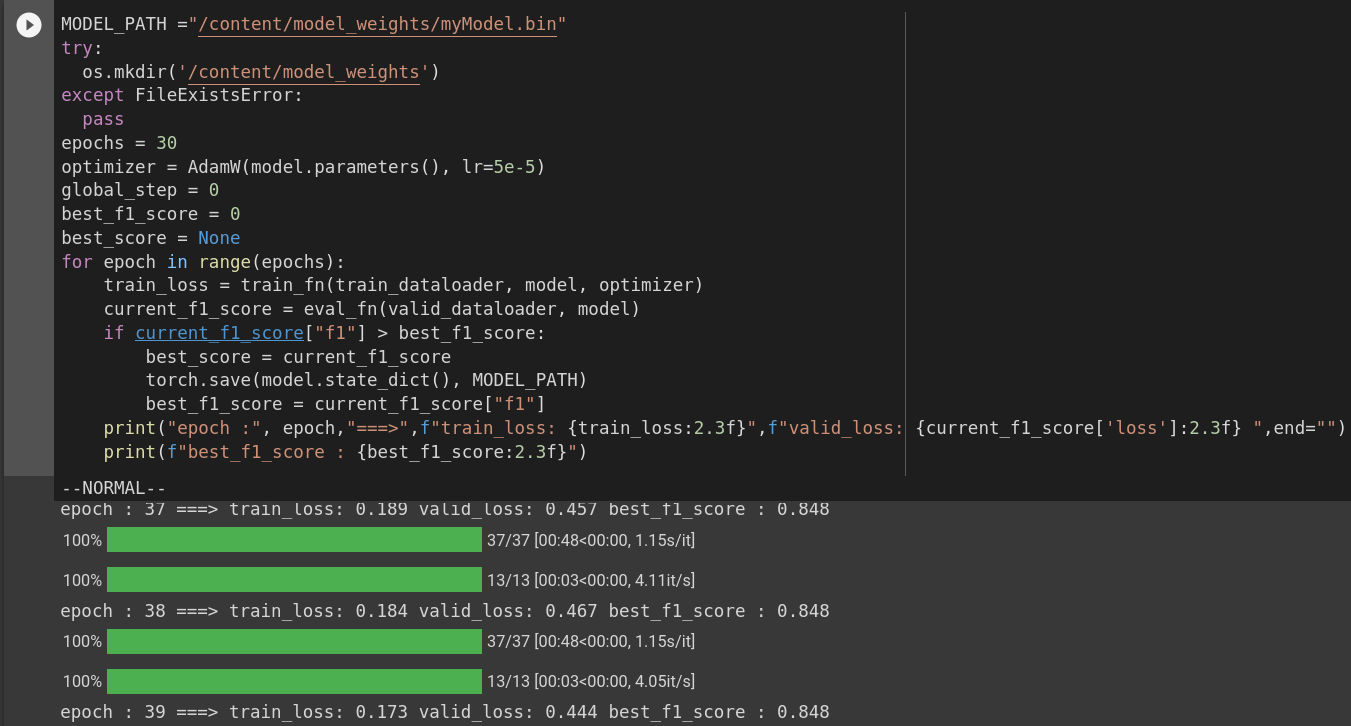 MODEL_PATH ="/content/model_weights/myModel.bin"
try:
  os.mkdir('/content/model_weights')
except FileExistsError:
  pass
epochs = 30
optimizer = AdamW(model.parameters(), lr=5e-5)
global_step = 0
best_f1_score = 0
best_score = None
for epoch in range(epochs):
    train_loss = train_fn(train_dataloader, model, optimizer)
    current_f1_score = eval_fn(valid_dataloader, model)
    if current_f1_score["f1"] > best_f1_score:
        best_score = current_f1_score
        torch.save(model.state_dict(), MODEL_PATH)
        best_f1_score = current_f1_score["f1"]
    print("epoch :", epoch,"===>",f"train_loss: {train_loss:2.3f}",f"valid_loss: {current_f1_score['loss']:2.3f} ",end="")
    print(f"best_f1_score : {best_f1_score:2.3f}")
--NORMAL--
epoch : 37 ===> train_loss: 0.189 valid_loss: 0.457 best_f1_score : 0.848
100% 37/37 [00:48<00:00, 1.15s/it]
100% 13/13 [00:03<00:00, 4.11it/s]
epoch : 38 ===> train_loss: 0.184 valid_loss: 0.467 best_f1_score : 0.848
100% 37/37 [00:48<00:00, 1.15s/it]
100% 13/13 [00:03<00:00, 4.05it/s]
epoch : 39 ===> train_loss: 0.173 valid_loss: 0.444 best_f1_score : 0.848